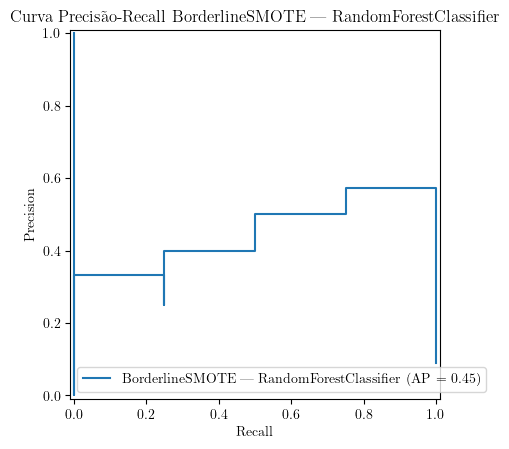 Curva Precisão-Recall BorderlineSMOTE — RandomForestClassifier
1.0
0.8
0.6
0.4
0.2
0.0
Precision
BorderlineSMOTE — RandomForestClassifier (AP = 0.45)
0.0 0.2 0.4 0.6 0.8 1.0
Recall